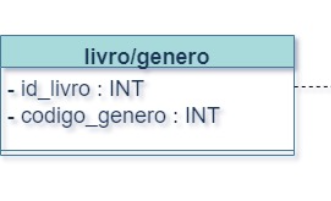 livro/genero
- id_livro : INT
- codigo_genero : INT